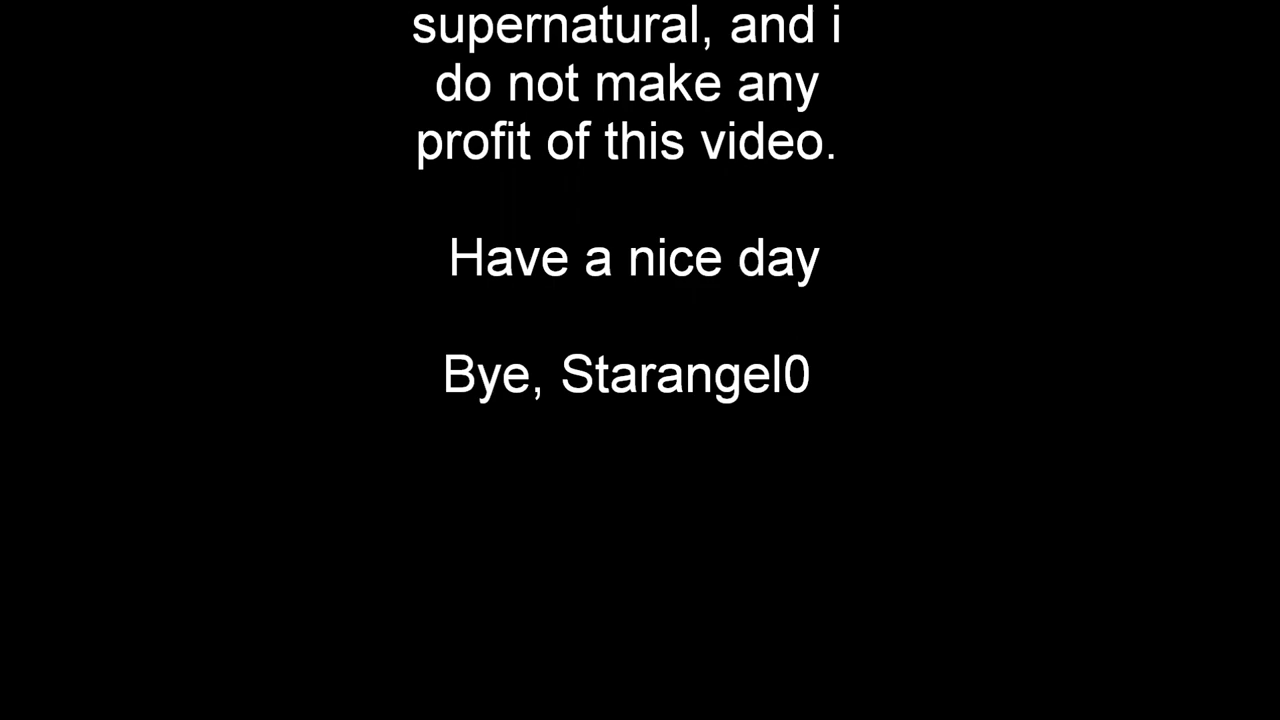 supernatural, and i
do not make any
profit of this video.
Have a nice day
Bye, Starangel0